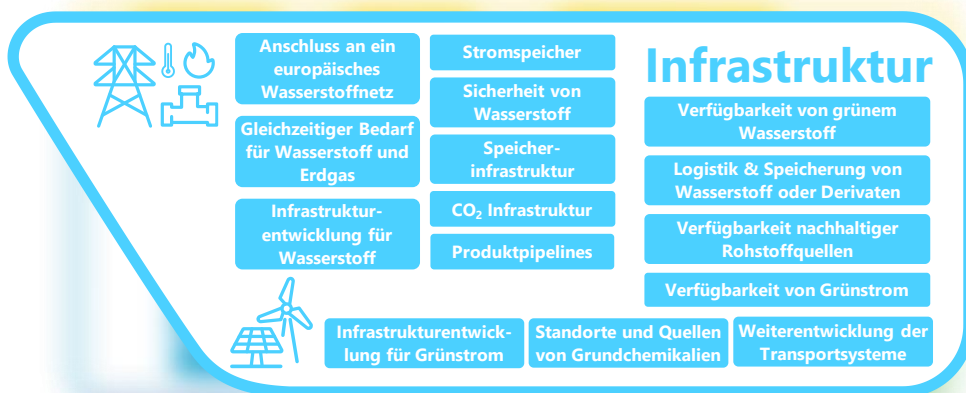 Infrastruktur
Anschluss an ein
europäisches
Wasserstoffnetz
Gleichzeitiger Bedarf
für Wasserstoff und
Erdgas
Infrastruktur-
entwicklung für
Wasserstoff
Stromspeicher
Sicherheit von
Wasserstoff
Speicher-
infrastruktur
CO₂ Infrastruktur
Produktpipelines
Verfügbarkeit von grünem
Wasserstoff
Logistik & Speicherung von
Wasserstoff oder Derivaten
Verfügbarkeit nachhaltiger
Rohstoffquellen
Verfügbarkeit von Grünstrom
Infrastrukturentwick-
lung für Grünstrom
Standorte und Quellen
von Grundchemikalien
Weiterentwicklung der
Transportsysteme